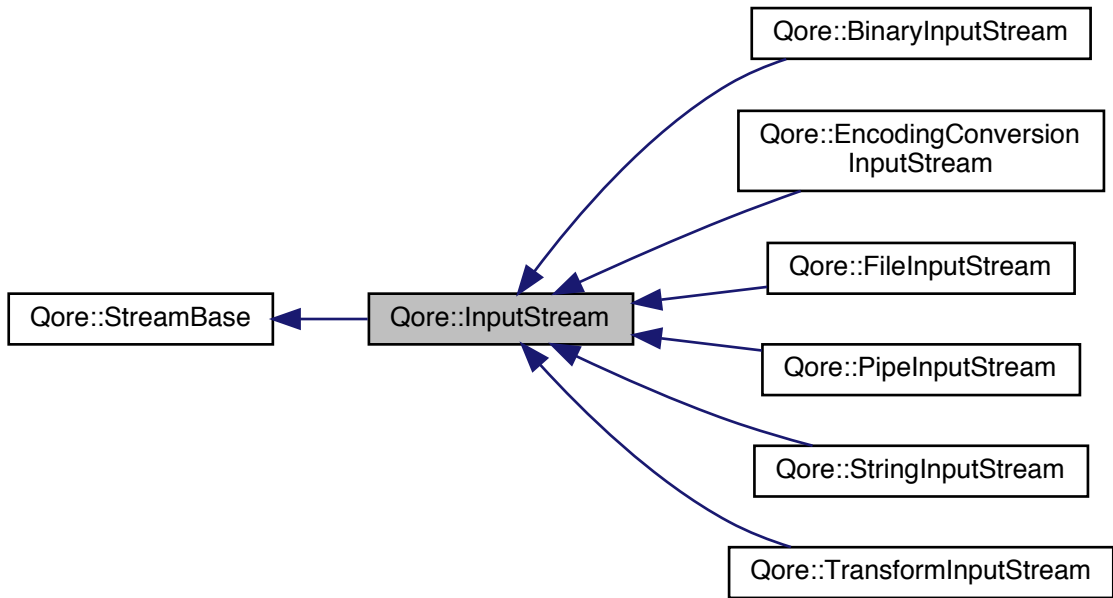 Qore::StreamBase
Qore::InputStream
Qore::BinaryInputStream
Qore::EncodingConversion
InputStream
Qore::FileInputStream
Qore::PipeInputStream
Qore::StringInputStream
Qore::TransformInputStream